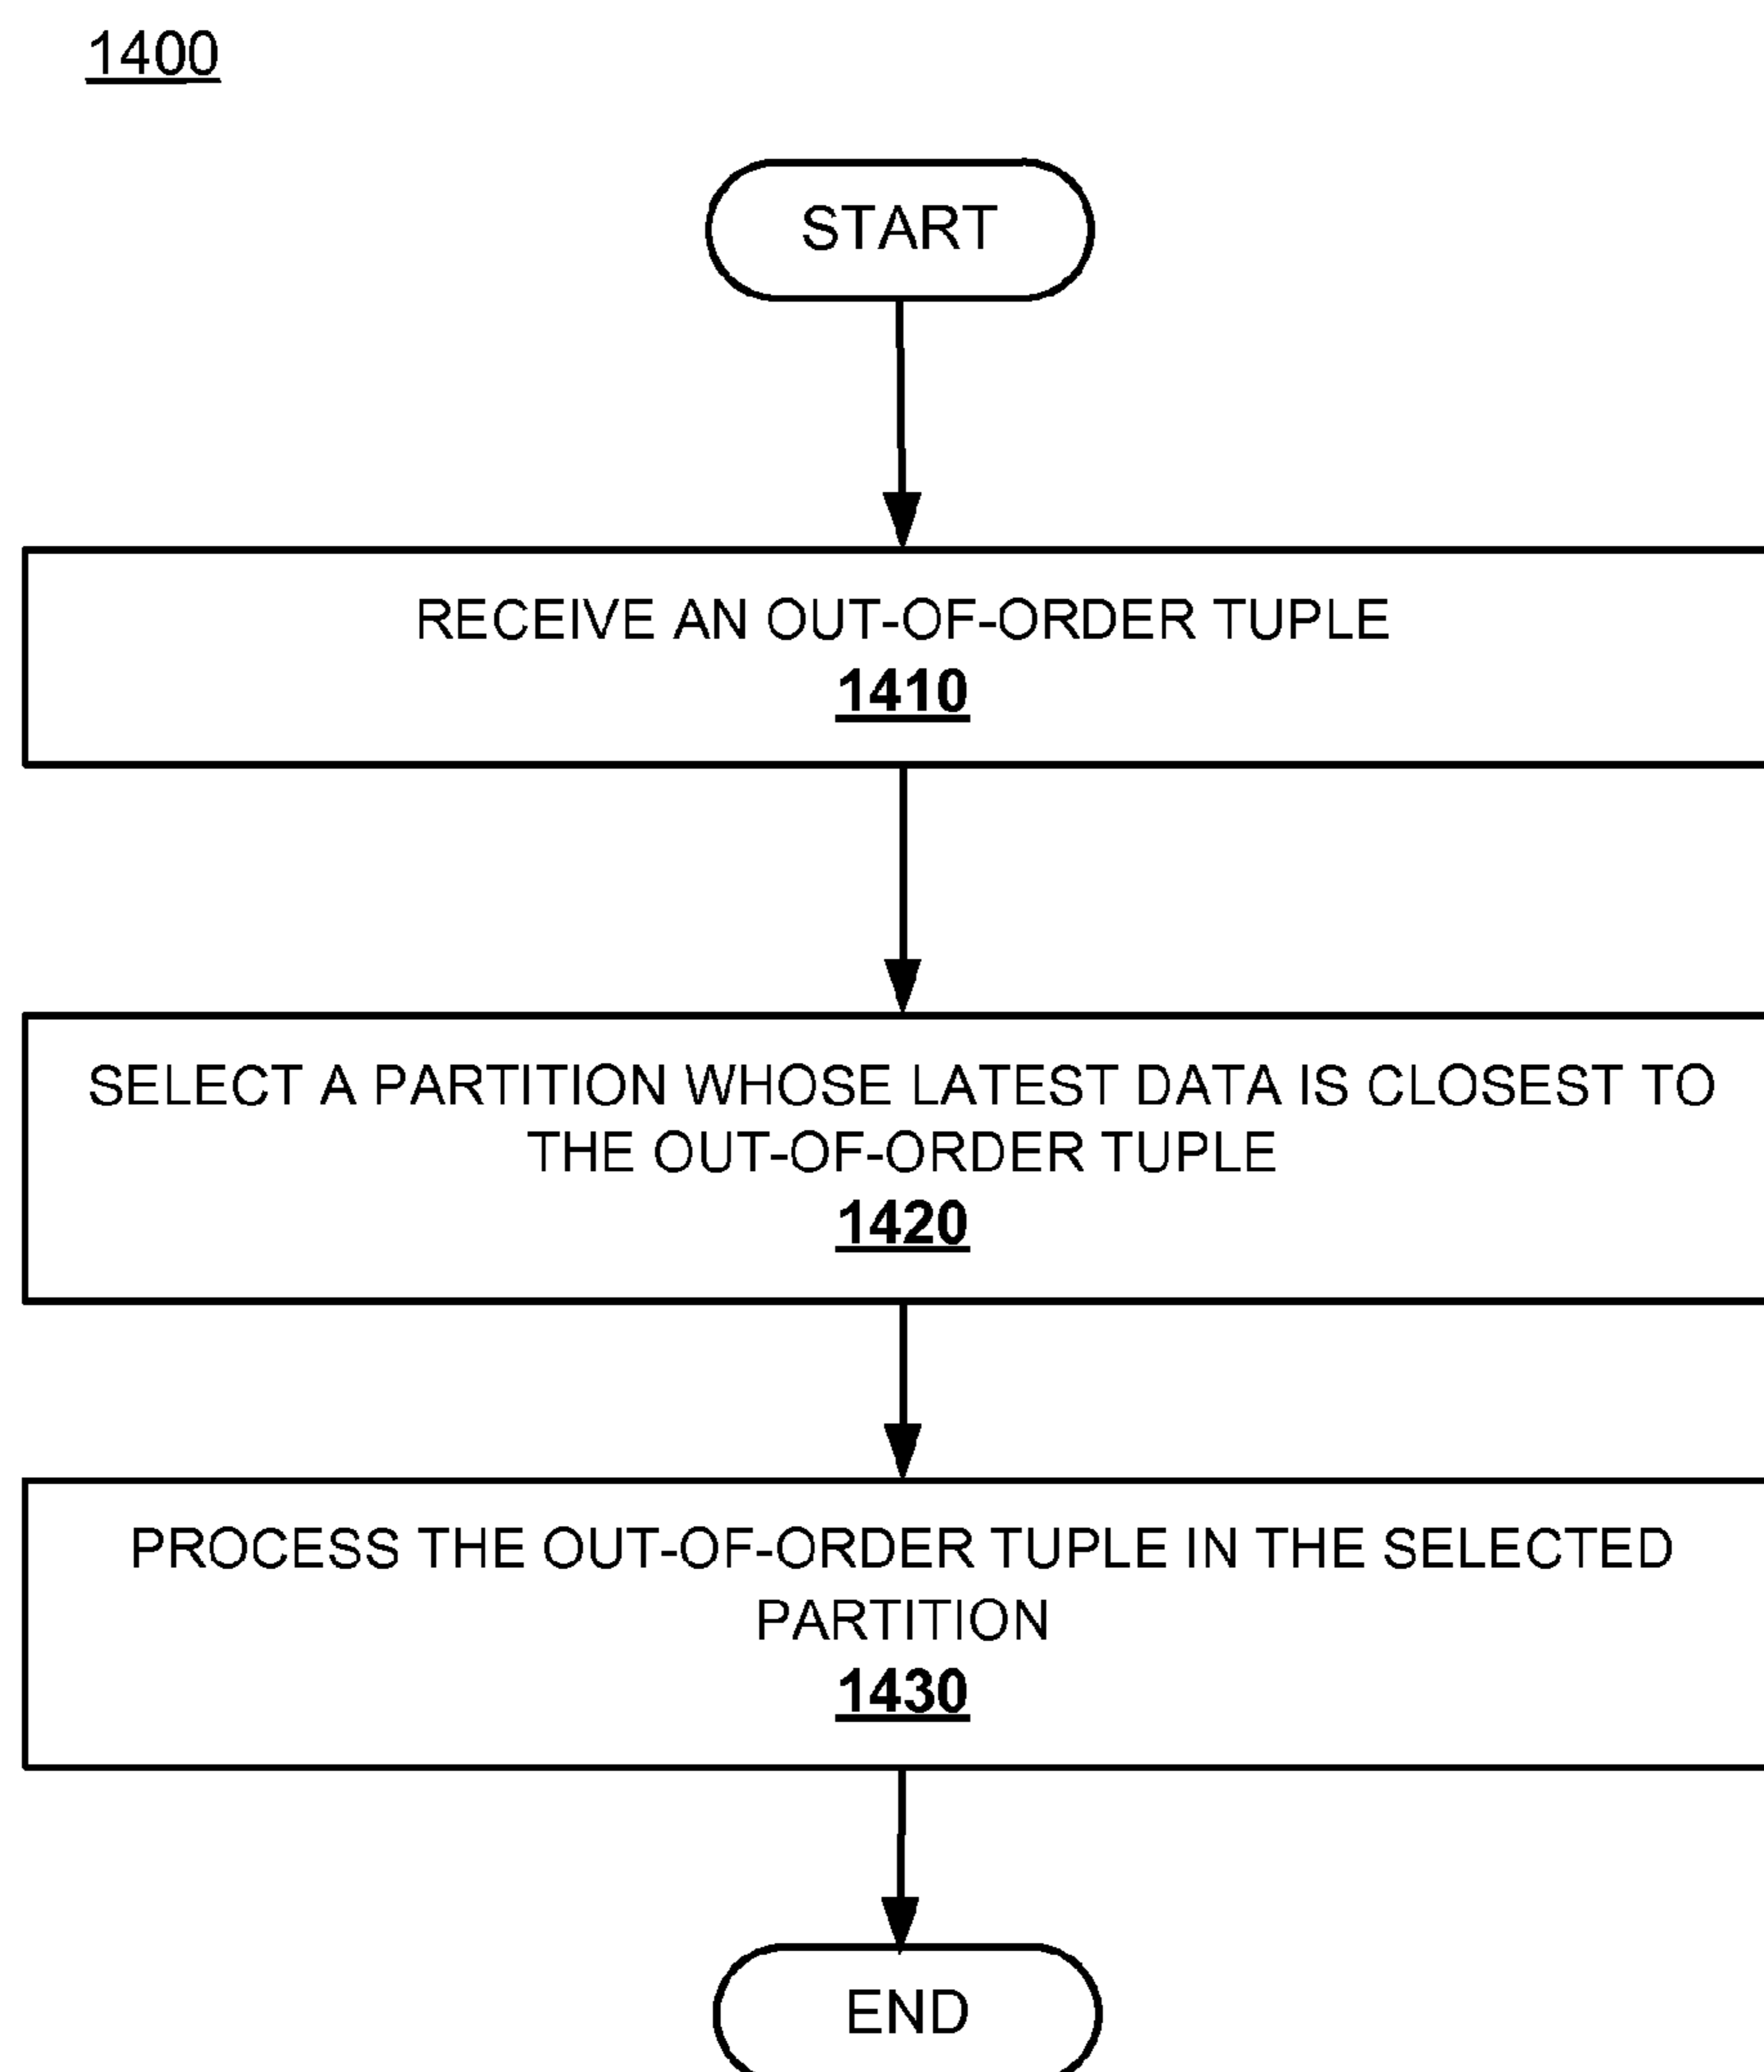 1400
START
RECEIVE AN OUT-OF-ORDER TUPLE
1410
SELECT A PARTITION WHOSE LATEST DATA IS CLOSEST TO
THE OUT-OF-ORDER TUPLE
1420
PROCESS THE OUT-OF-ORDER TUPLE IN THE SELECTED
PARTITION
1430
END